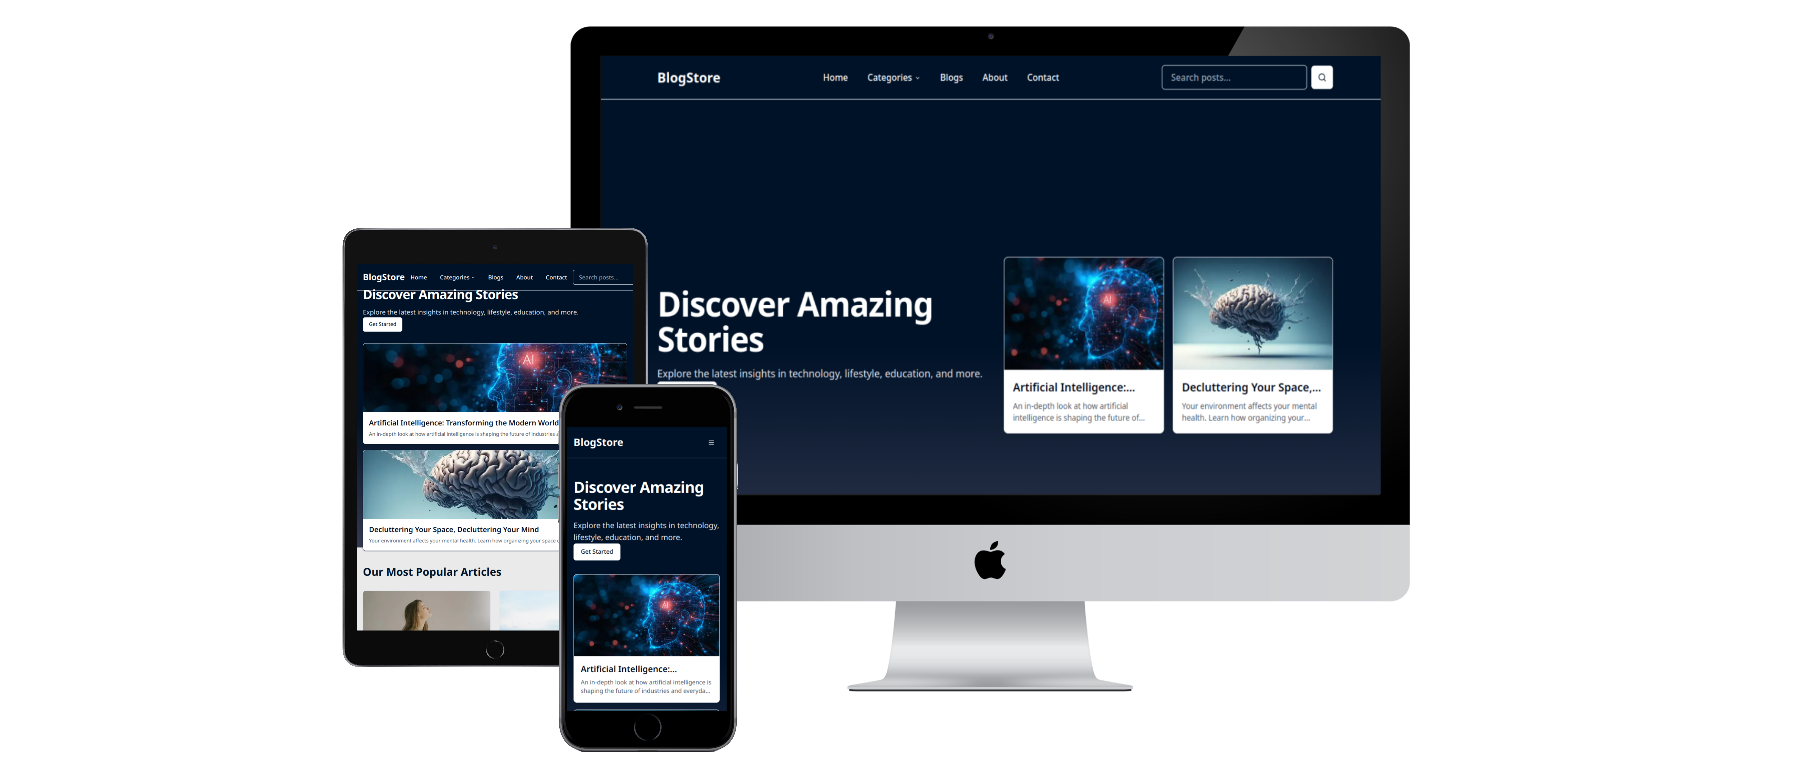 BlogStore
Home
Categories
Blogs
About
Contact
Search posts...
Discover Amazing
Stories
Explore the latest insights in technology, lifestyle, education, and more.
AI
Artificial Intelligence:...
An in-depth look at how artificial
intelligence is shaping the future of...
Decluttering Your Space,...
Your environment affects your mental
health. Learn how organizing your...
BlogStore
Home
Categories
Blogs
About
Contact
Search posts...
Discover Amazing Stories
Explore the latest insights in technology, lifestyle, education, and more.
Get Started
AI
Artificial Intelligence: Transforming the Modern World
An in-depth look at how artificial intelligence is shaping the future of industries
Decluttering Your Space, Decluttering Your Mind
Your environment affects your mental health. Learn how organizing your space
Our Most Popular Articles
BlogStore
Discover Amazing
Stories
Explore the latest insights in technology,
lifestyle, education, and more.
Get Started
AI
Artificial Intelligence:...
An in-depth look at how artificial intelligence is
shaping the future of industries and everyda...